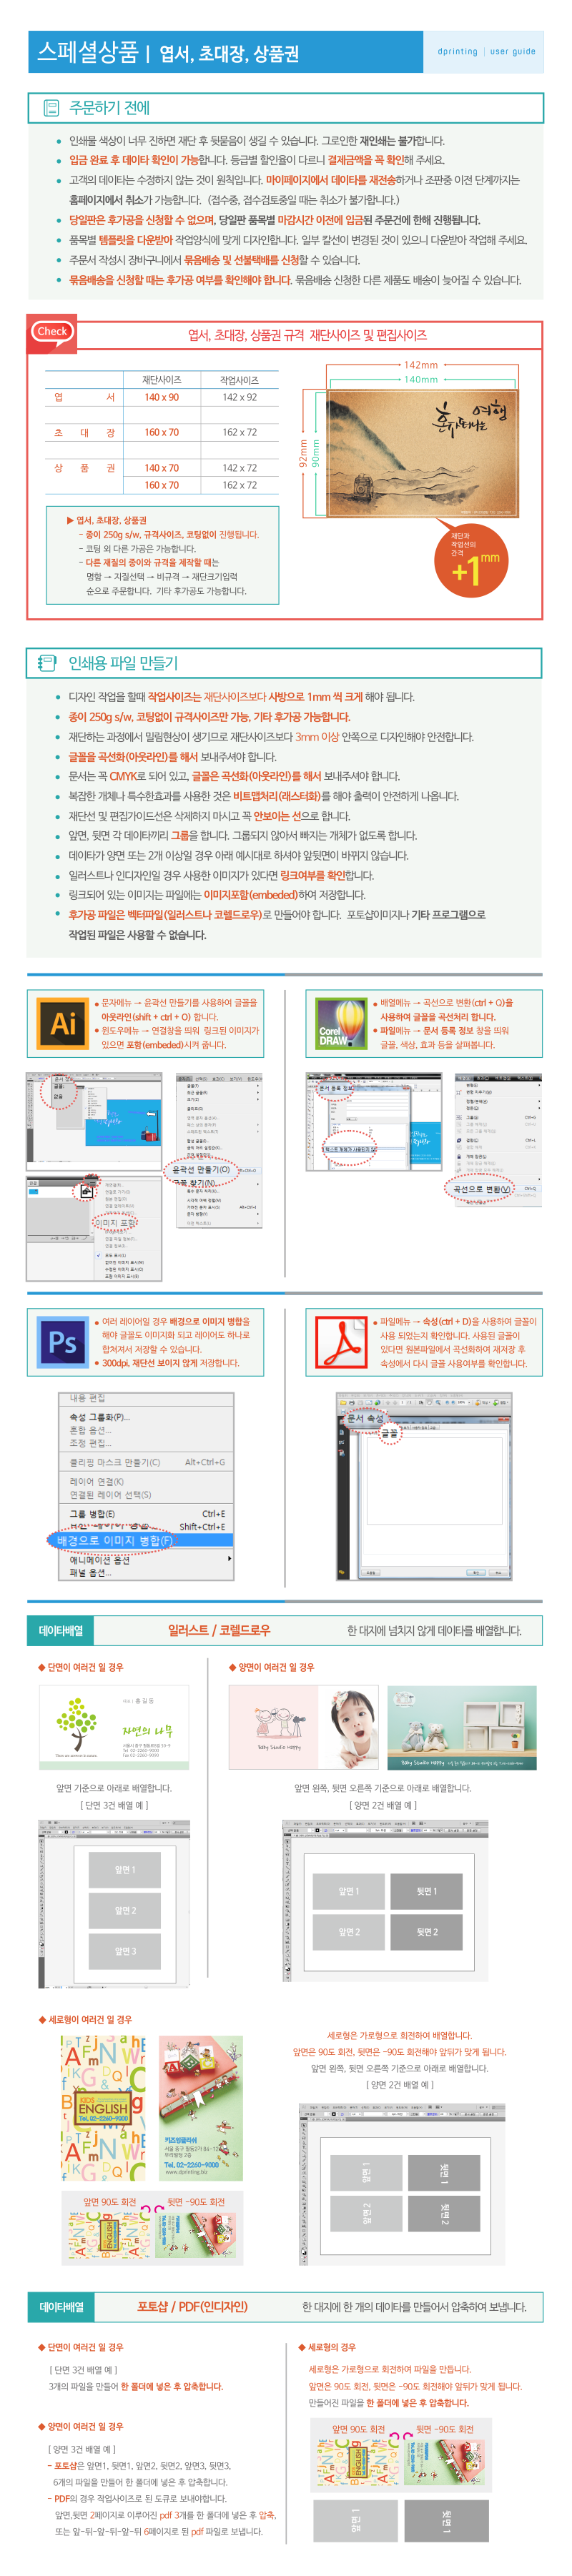 스페셜상품 | 엽서, 초대장, 상품권
dprinting | user guide
주문하기 전에
● 인쇄물 색상이 너무 진하면 재단 후 뒷묻음이 생길 수 있습니다. 그로인한 재인쇄는 불가합니다.
● 입금 완료 후 데이타 확인이 가능합니다. 등급별 할인율이 다르니 결제금액을 꼭 확인해 주세요.
● 고객의 데이타는 수정하지 않는 것이 원칙입니다. 마이페이지에서 데이타를 재전송하거나 조판중 이전 단계까지는
홈페이지에서 취소가 가능합니다. (접수중, 접수검토중일 때는 취소가 불가합니다.)
● 당일판은 후가공을 신청할 수 없으며, 당일판 품목별 마감시간 이전에 입금된 주문건에 한해 진행됩니다.
● 품목별 템플릿을 다운받아 작업양식에 맞게 디자인합니다. 일부 칼선이 변경된 것이 있으니 다운받아 작업해 주세요.
● 주문서 작성시 장바구니에서 묶음배송 및 선불택배를 신청할 수 있습니다.
● 묶음배송을 신청할 때는 후가공 여부를 확인해야 합니다. 묶음배송 신청한 다른 제품도 배송이 늦어질 수 있습니다.
Check
엽서, 초대장, 상품권 규격 재단사이즈 및 편집사이즈
재단사이즈 작업사이즈
엽 서 140 x 90 142 x 92
초 대 장 160 x 70 162 x 72
상 품 권 140 x 70 142 x 72
160 x 70 162 x 72
142mm
140mm
92mm
90mm
혼자 떠나는 여행
재단과
작업선의
간격
+1mm
▶ 엽서, 초대장, 상품권
- 종이 250g s/w, 규격사이즈, 코팅없이 진행됩니다.
- 코팅 외 다른 가공은 가능합니다.
- 다른 재질의 종이와 규격을 제작할 때는
명함 → 지질선택 → 비규격 → 재단크기입력
순으로 주문합니다. 기타 후가공도 가능합니다.
인쇄용 파일 만들기
● 디자인 작업을 할때 작업사이즈는 재단사이즈보다 사방으로 1mm 씩 크게 해야 됩니다.
● 종이 250g s/w, 코팅없이 규격사이즈만 가능, 기타 후가공 가능합니다.
● 재단하는 과정에서 밀림현상이 생기므로 재단사이즈보다 3mm 이상 안쪽으로 디자인해야 안전합니다.
● 글꼴을 곡선화(아웃라인)를 해서 보내주셔야 합니다.
● 문서는 꼭 CMYK로 되어 있고, 글꼴은 곡선화(아웃라인)를 해서 보내주셔야 합니다.
● 복잡한 개체나 특수한효과를 사용한 것은 비트맵처리(래스터화)를 해야 출력이 안전하게 나옵니다.
● 재단선 및 편집가이드선은 삭제하지 마시고 꼭 안보이는 선으로 합니다.
● 앞면, 뒷면 각 데이타끼리 그룹을 합니다. 그룹되지 않아서 빠지는 개체가 없도록 합니다.
● 데이타가 양면 또는 2개 이상일 경우 아래 예시대로 하셔야 앞뒷면이 바뀌지 않습니다.
● 일러스트나 인디자인일 경우 사용한 이미지가 있다면 링크여부를 확인합니다.
● 링크되어 있는 이미지는 파일에는 이미지포함(embeded)하여 저장합니다.
● 후가공 파일은 벡터파일(일러스트나 코렐드로우)로 만들어야 합니다. 포토샵이미지나 기타 프로그램으로
작업된 파일은 사용할 수 없습니다.
Ai
● 문자메뉴 → 윤곽선 만들기를 사용하여 글꼴을
아웃라인(shift + ctrl + O) 합니다.
● 윈도우메뉴 → 연결창을 띄워 링크된 이미지가
있으면 포함(embeded)시켜 줍니다.
Corel
DRAW
● 배열메뉴 → 곡선으로 변환(ctrl + Q)을
사용하여 글꼴을 곡선처리 합니다.
● 파일메뉴 → 문서 등록 정보 창을 띄워
글꼴, 색상, 효과 등을 살펴봅니다.
윤곽선 만들기(O)
이미지 포함
문서 등록 정보
곡선으로 변환(V)
Ps
● 여러 레이어일 경우 배경으로 이미지 병합을
해야 글꼴도 이미지화 되고 레이어도 하나로
합쳐져서 저장할 수 있습니다.
● 300dpi, 재단선 보이지 않게 저장합니다.
● 파일메뉴 → 속성(ctrl + D)을 사용하여 글꼴이
사용 되었는지 확인합니다. 사용된 글꼴이
있다면 원본파일에서 곡선화하여 재저장 후
속성에서 다시 글꼴 사용여부를 확인합니다.
내용 편집
속성 그룹화(P)...
혼합 옵션...
조정 편집...
클리핑 마스크 만들기(C) Alt+Ctrl+G
레이어 연결(K)
연결된 레이어 선택(S)
그룹 병합(E) Ctrl+E
Shift+Ctrl+E
배경으로 이미지 병합(F)
애니메이션 옵션
패널 옵션...
문서 속성
글꼴
데이타배열
일러스트 / 코렐드로우
한 대지에 넘치지 않게 데이타를 배열합니다.
◆ 단면이 여러건 일 경우
◆ 양면이 여러건 일 경우
홍 길 동
자연의 나무
Tel 02-2260-9000
Baby Studio Happy
Baby Studio Happy
앞면 기준으로 아래로 배열합니다.
[ 단면 3건 배열 예 ]
앞면 왼쪽, 뒷면 오른쪽 기준으로 아래로 배열합니다.
[ 양면 2건 배열 예 ]
앞면 1
앞면 2
앞면 3
앞면 1 뒷면 1
앞면 2 뒷면 2
◆ 세로형이 여러건 일 경우
KIDS
ENGLISH
Tel. 02-2260-9000
키즈잉글리쉬
Tel. 02-2260-9000
www.dprinting.biz
세로형은 가로형으로 회전하여 배열합니다.
앞면은 90도 회전, 뒷면은 -90도 회전해야 앞뒤가 맞게 됩니다.
앞면 왼쪽, 뒷면 오른쪽 기준으로 아래로 배열합니다.
[ 양면 2건 배열 예 ]
앞면 1 뒷면 1
앞면 2 뒷면 2
앞면 90도 회전 뒷면 -90도 회전
데이타배열
포토샵 / PDF(인디자인)
한 대지에 한 개의 데이타를 만들어서 압축하여 보냅니다.
◆ 단면이 여러건 일 경우
[ 단면 3건 배열 예 ]
3개의 파일을 만들어 한 폴더에 넣은 후 압축합니다.
◆ 양면이 여러건 일 경우
[ 양면 3건 배열 예 ]
- 포토샵은 앞면1, 뒷면1, 앞면2, 뒷면2, 앞면3, 뒷면3,
6개의 파일을 만들어 한 폴더에 넣은 후 압축합니다.
- PDF의 경우 작업사이즈로 된 도큐로 보내야합니다.
앞면,뒷면 2페이지로 이루어진 pdf 3개를 한 폴더에 넣은 후 압축,
또는 앞-뒤-앞-뒤-앞-뒤 6페이지로 된 pdf 파일로 보냅니다.
◆ 세로형의 경우
세로형은 가로형으로 회전하여 파일을 만듭니다.
앞면은 90도 회전, 뒷면은 -90도 회전해야 앞뒤가 맞게 됩니다.
만들어진 파일을 한 폴더에 넣은 후 압축합니다.
앞면 90도 회전 뒷면 -90도 회전
앞면 1 뒷면 1